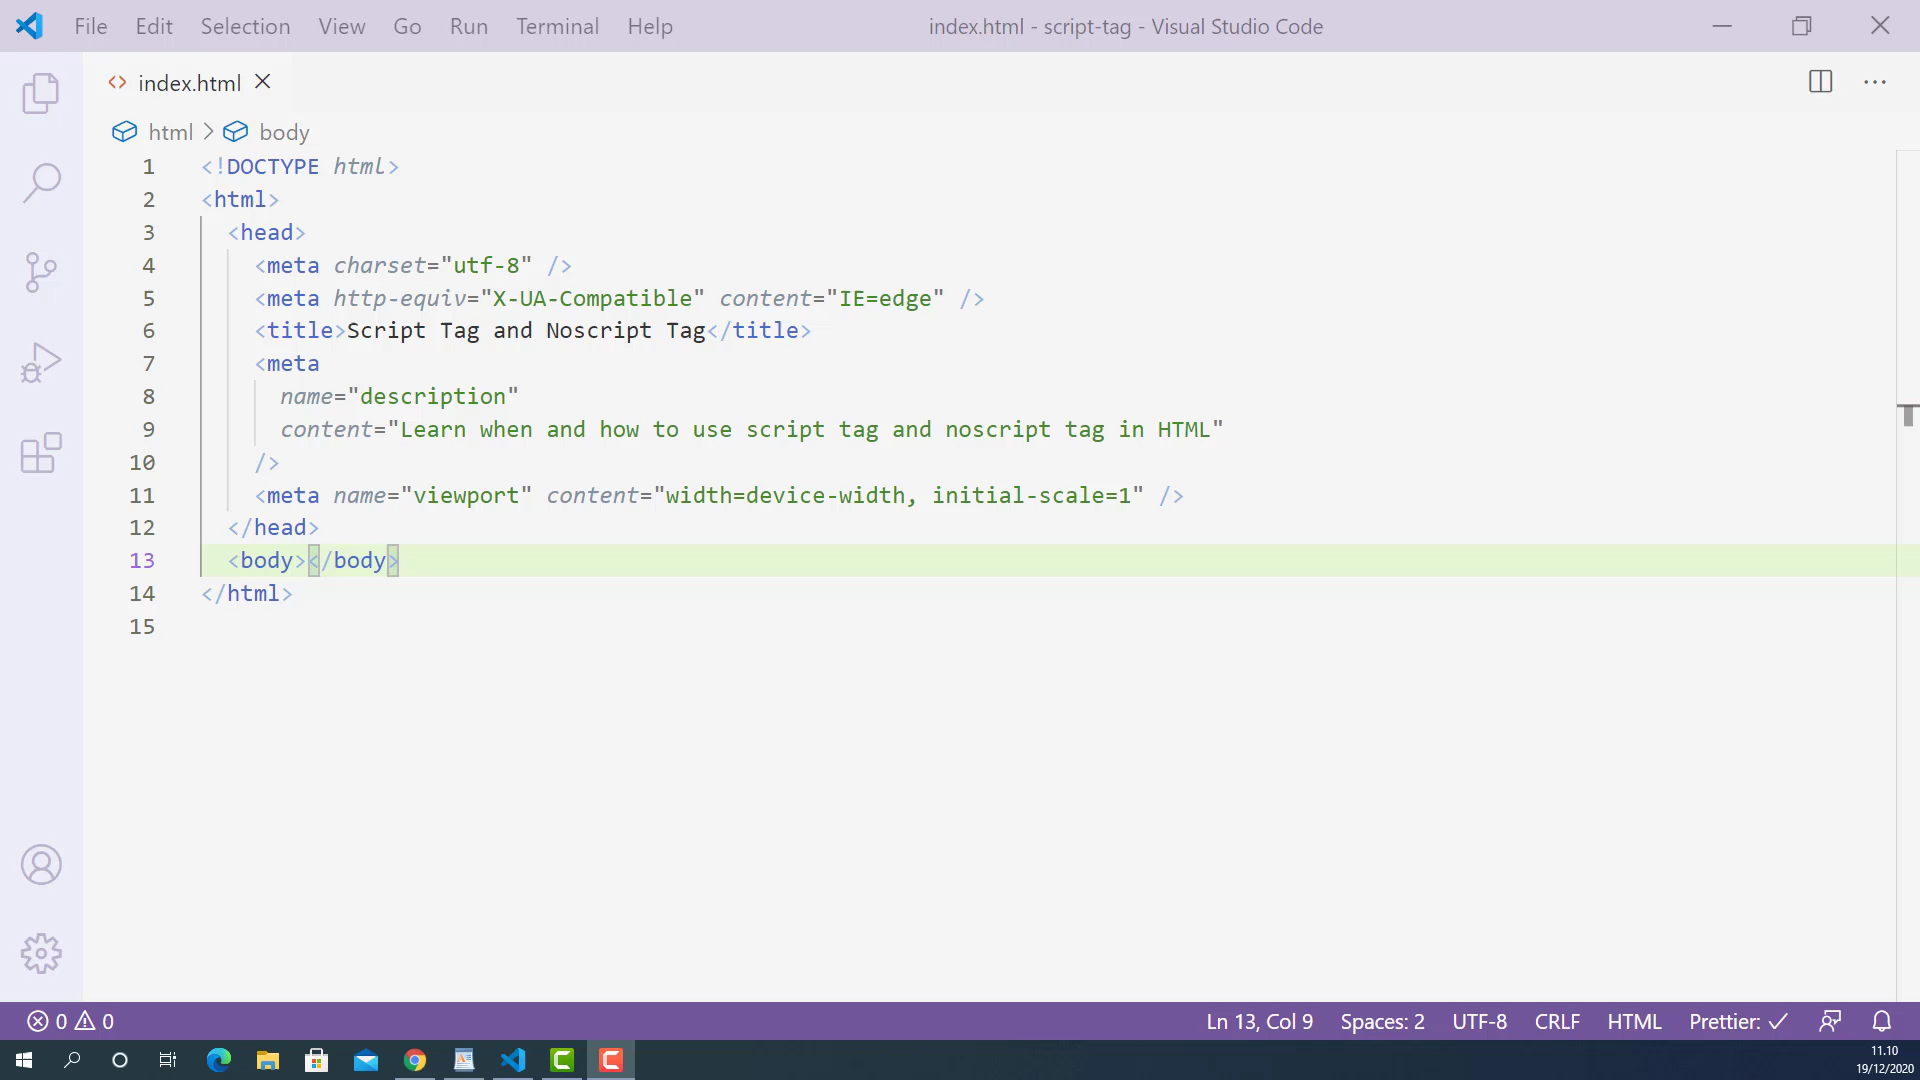 File Edit Selection View Go Run Terminal Help index.html - script-tag - Visual Studio Code
<> index.html
html > body
1 <!DOCTYPE html>
2 <html>
3 <head>
4 <meta charset="utf-8" />
5 <meta http-equiv="X-UA-Compatible" content="IE=edge" />
6 <title>Script Tag and Noscript Tag</title>
7 <meta
8 name="description"
9 content="Learn when and how to use script tag and noscript tag in HTML"
10 />
11 <meta name="viewport" content="width=device-width, initial-scale=1" />
12 </head>
13 <body></body>
14 </html>
15
0 0 Ln 13, Col 9 Spaces: 2 UTF-8 CRLF HTML Prettier: ✓
11.10
19/12/2020